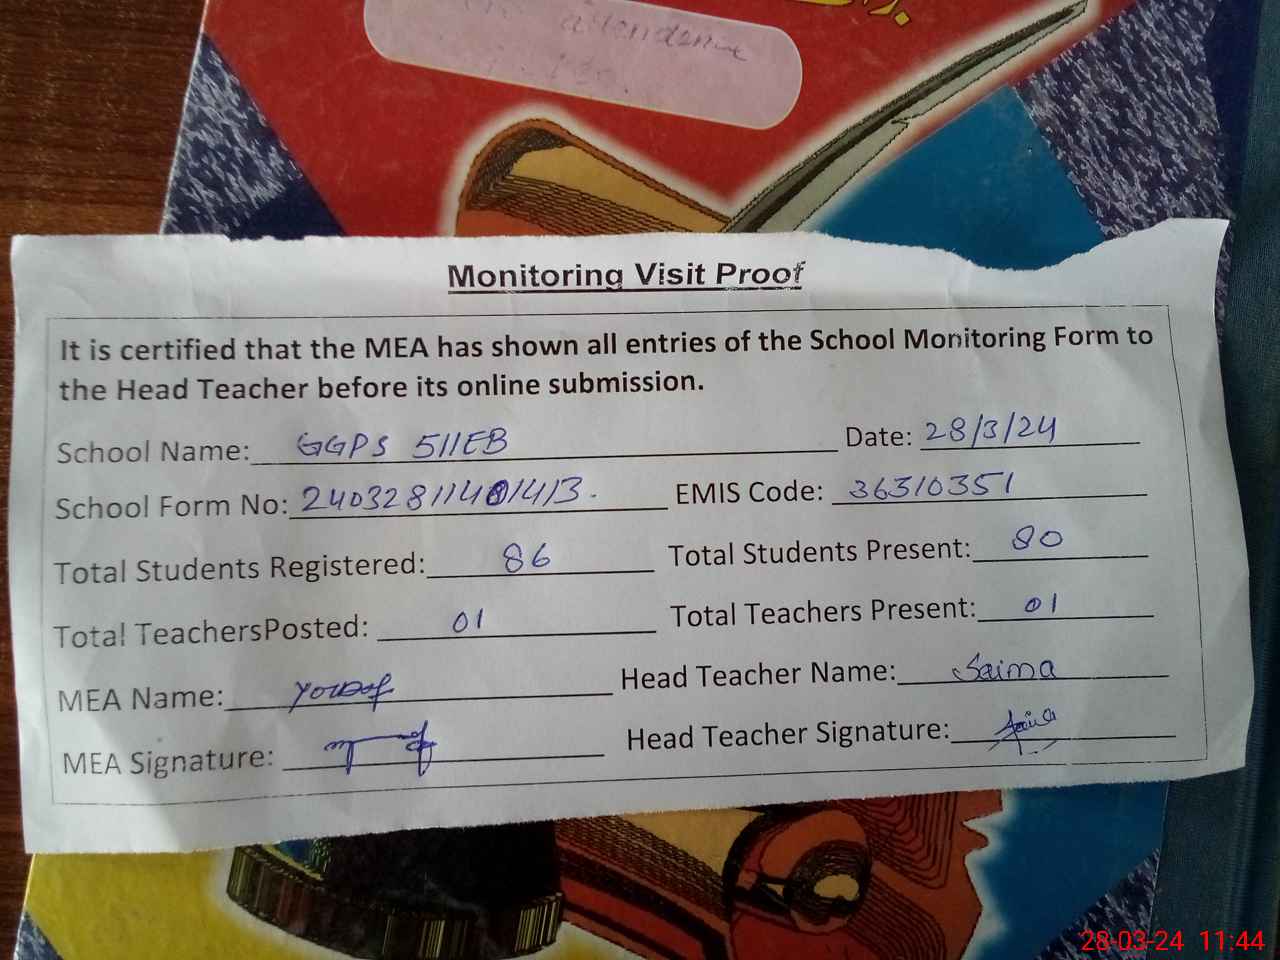 attendance
Monitoring Visit Proof
It is certified that the MEA has shown all entries of the School Monitoring Form to
the Head Teacher before its online submission.
School Name: GGPS 511EB Date: 28/3/24
School Form No: EMIS Code: 36310351
Total Students Registered: 86 Total Students Present: 80
Total TeachersPosted: 01 Total Teachers Present: 01
MEA Name: Yousaf Head Teacher Name: Saima
MEA Signature: Head Teacher Signature:
28-03-24 11:44